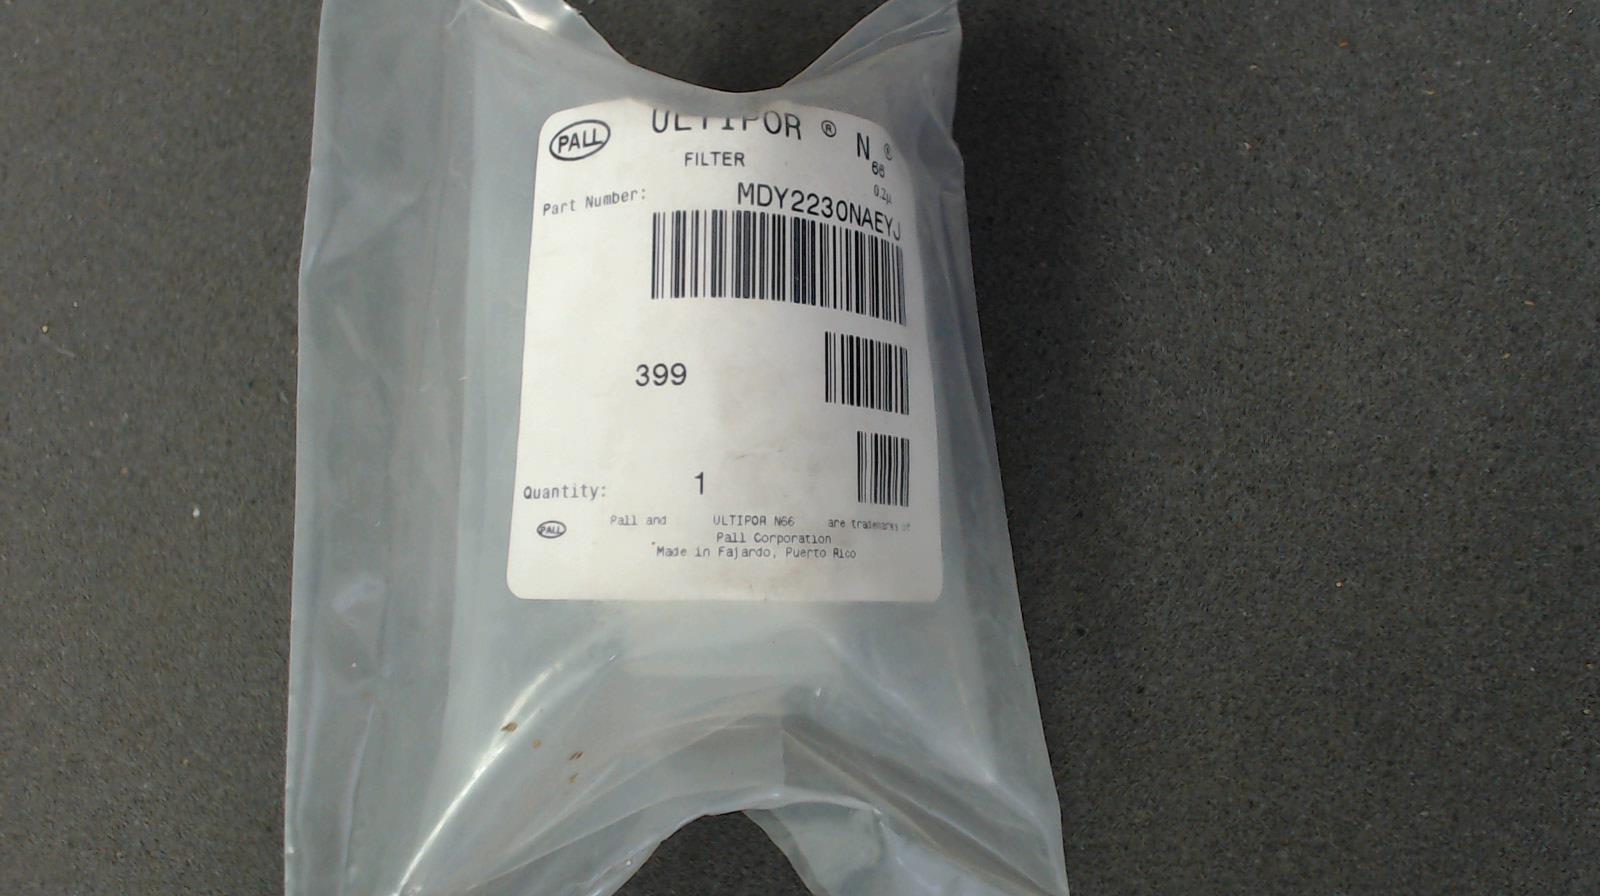 PALL ULTIPOR ® N66 ®
FILTER
0.2µ
Part Number: MDY2230NAEYJ
399
Quantity: 1
PALL Pall and ULTIPOR N66 are trademarks of
Pall Corporation
Made in Fajardo, Puerto Rico